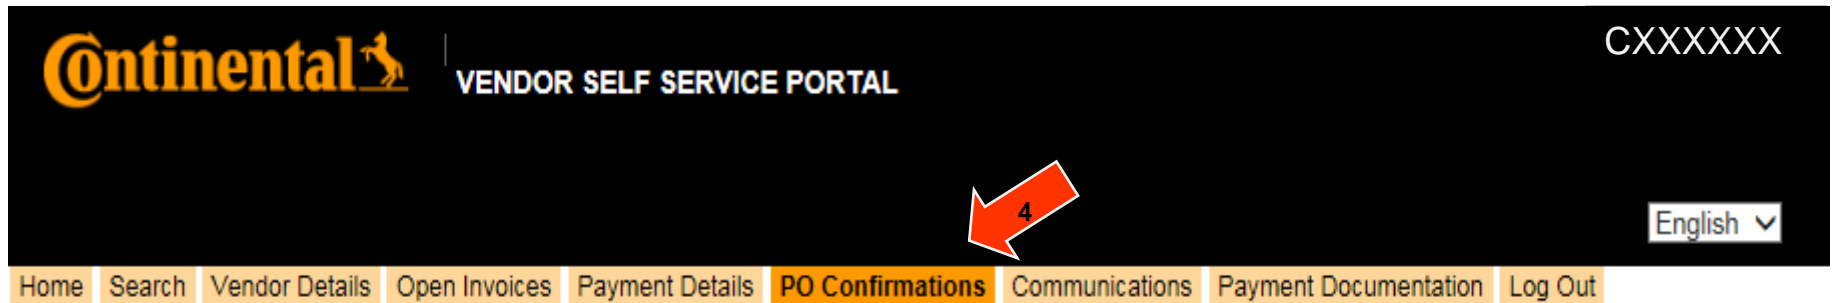 CXXXXXX
Continental
VENDOR SELF SERVICE PORTAL
4
English
Home Search Vendor Details Open Invoices Payment Details PO Confirmations Communications Payment Documentation Log Out